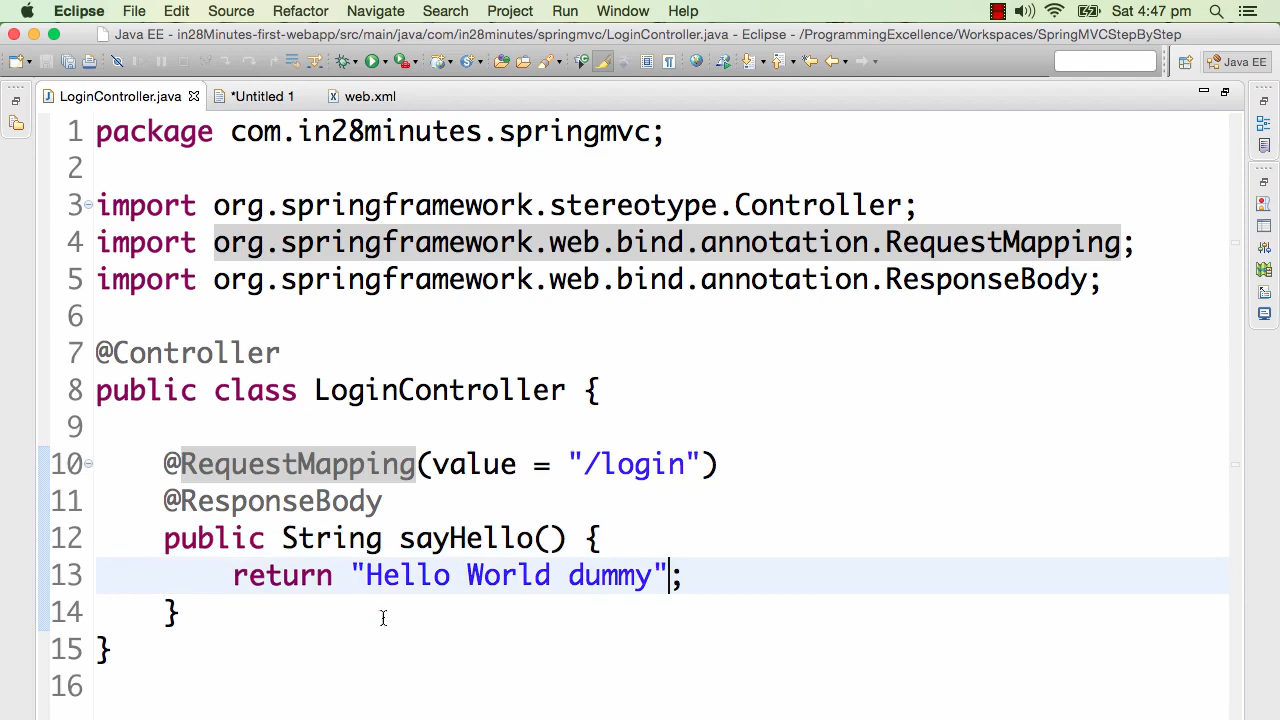 Eclipse File Edit Source Refactor Navigate Search Project Run Window Help Sat 4:47 pm
Java EE - in28Minutes-first-webapp/src/main/java/com/in28minutes/springmvc/LoginController.java - Eclipse - /ProgrammingExcellence/Workspaces/SpringMVCStepByStep
Java EE
LoginController.java *Untitled 1 web.xml
1 package com.in28minutes.springmvc;
2
3 import org.springframework.stereotype.Controller;
4 import org.springframework.web.bind.annotation.RequestMapping;
5 import org.springframework.web.bind.annotation.ResponseBody;
6
7 @Controller
8 public class LoginController {
9
10 @RequestMapping(value = "/login")
11 @ResponseBody
12 public String sayHello() {
13 return "Hello World dummy";
14 }
15 }
16